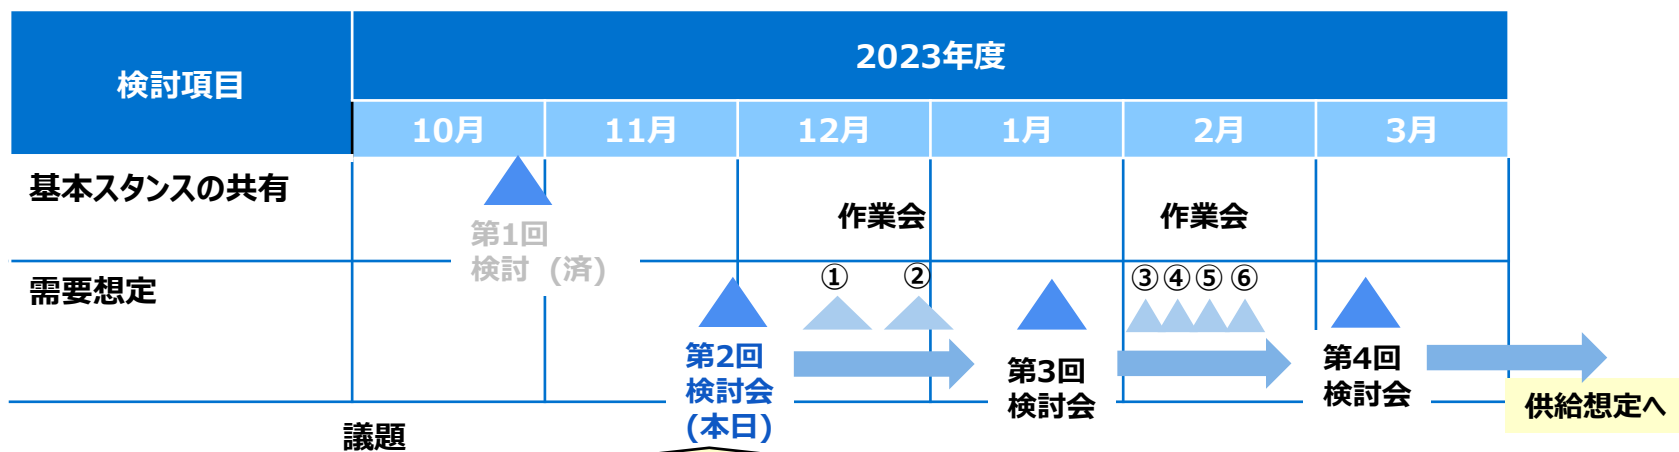 検討項目
2023年度
10月
11月
12月
1月
2月
3月
基本スタンスの共有
第1回
検討 (済)
作業会
作業会
需要想定
①
②
③
④
⑤
⑥
第2回
検討会
(本日)
第3回
検討会
第4回
検討会
供給想定へ
議題